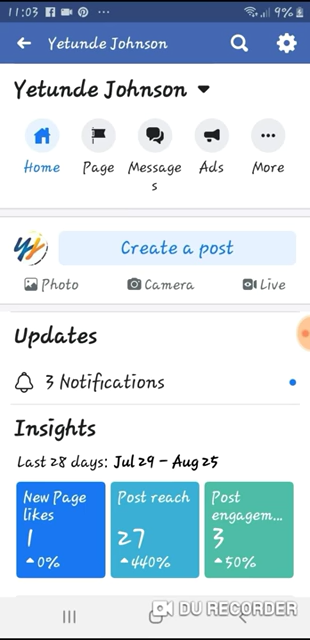 11:03 9%
Yetunde Johnson
Yetunde Johnson
Home Page Message Ads More
s
yj Create a post
Photo Camera Live
Updates
3 Notifications
Insights
Last 28 days: Jul 29 - Aug 25
New Page Post reach Post
likes engagem...
1 27 3
0% 440% 50%
DU RECORDER